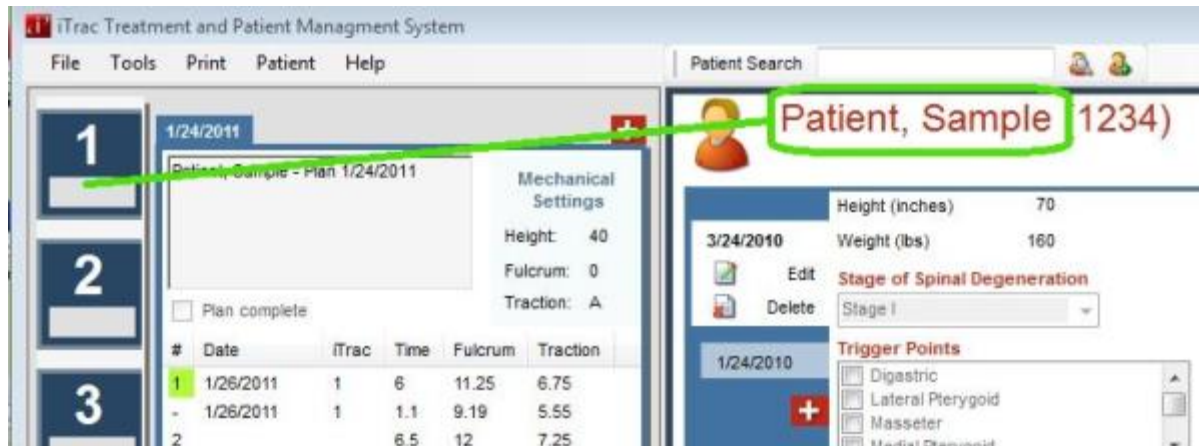 iTrac Treatment and Patient Managment System
File Tools Print Patient Help
Patient Search
1
2
3
1/24/2011
Patient, Sample - Plan 1/24/2011
Mechanical
Settings
Height: 40
Fulcrum: 0
Traction: A
Plan complete
# Date iTrac Time Fulcrum Traction
1 1/26/2011 1 6 11.25 6.75
- 1/26/2011 1 1.1 9.19 5.55
2 6.5 12 7.25
Patient, Sample 1234)
Height (inches) 70
3/24/2010 Weight (lbs) 160
Edit
Delete
Stage of Spinal Degeneration
Stage I
1/24/2010
Trigger Points
Digastric
Lateral Pterygoid
Masseter
Medial Pterygoid